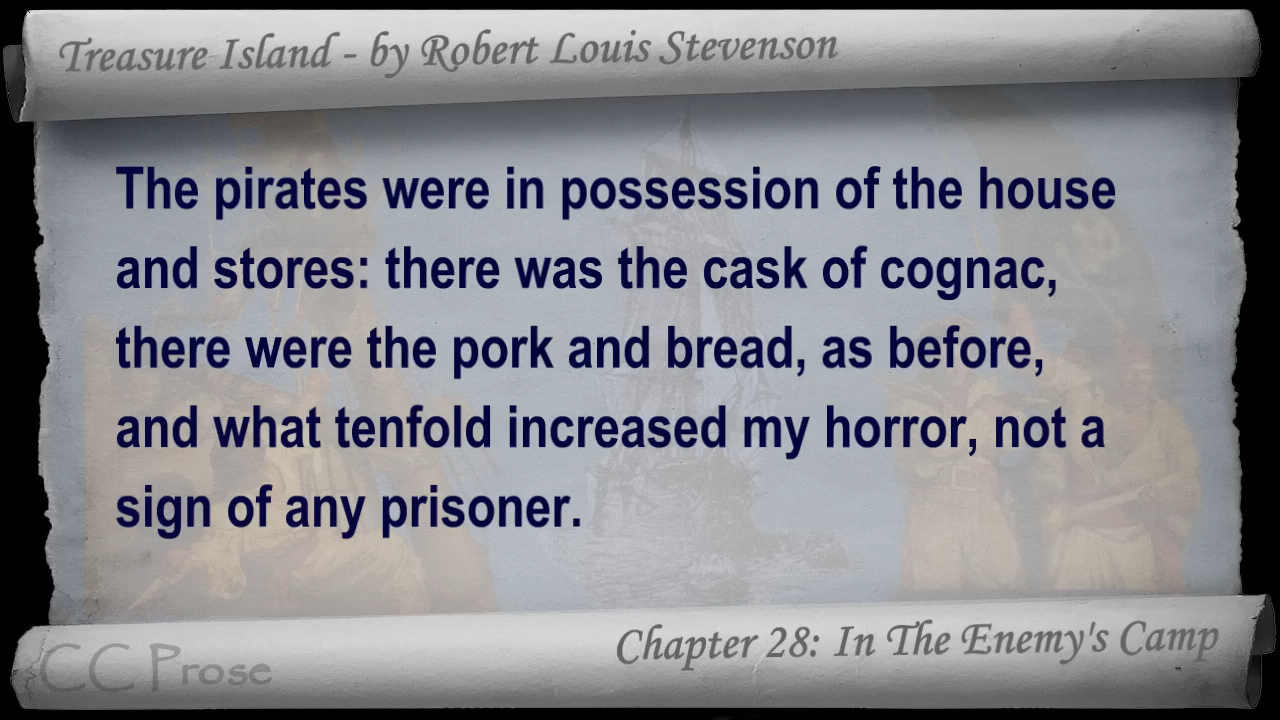 Treasure Island - by Robert Louis Stevenson
The pirates were in possession of the house
and stores: there was the cask of cognac,
there were the pork and bread, as before,
and what tenfold increased my horror, not a
sign of any prisoner.
Chapter 28: In The Enemy's Camp
CC Prose